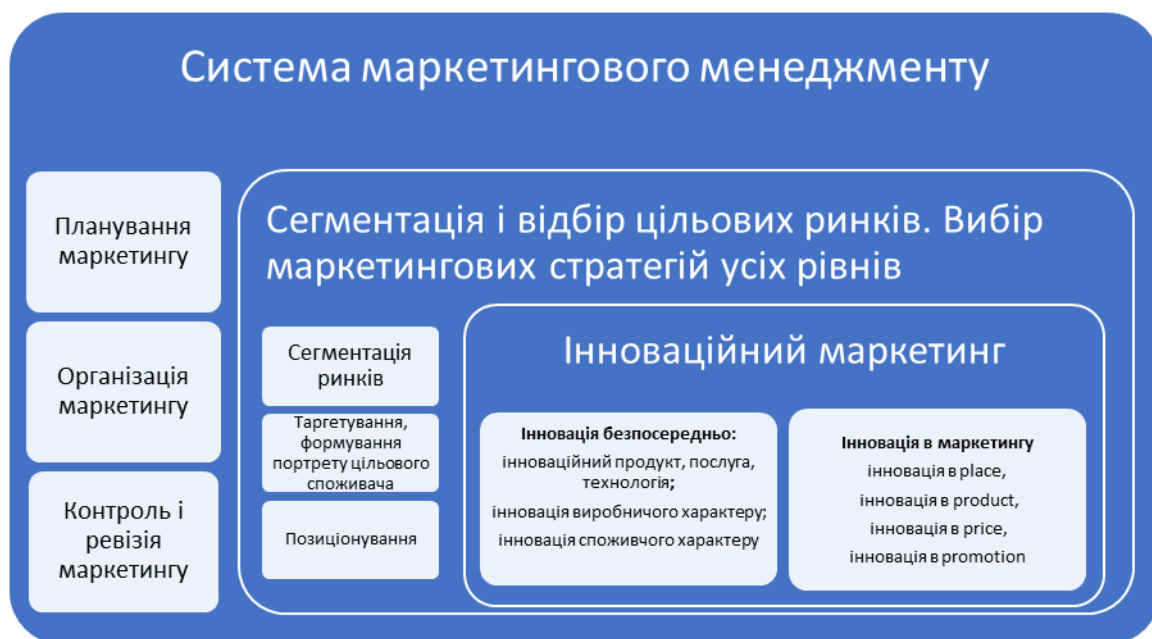 Система маркетингового менеджменту
Планування
маркетингу
Організація
маркетингу
Контроль і
ревізія
маркетингу
Сегментація і відбір цільових ринків. Вибір
маркетингових стратегій усіх рівнів
Сегментація
ринків
Таргетування,
формування
портрету цільового
споживача
Позиціонування
Інноваційний маркетинг
Інновація безпосередньо:
інноваційний продукт, послуга,
технологія;
інновація виробничого характеру;
інновація споживчого характеру
Інновація в маркетингу
інновація в place,
інновація в product,
інновація в price,
інновація в promotion